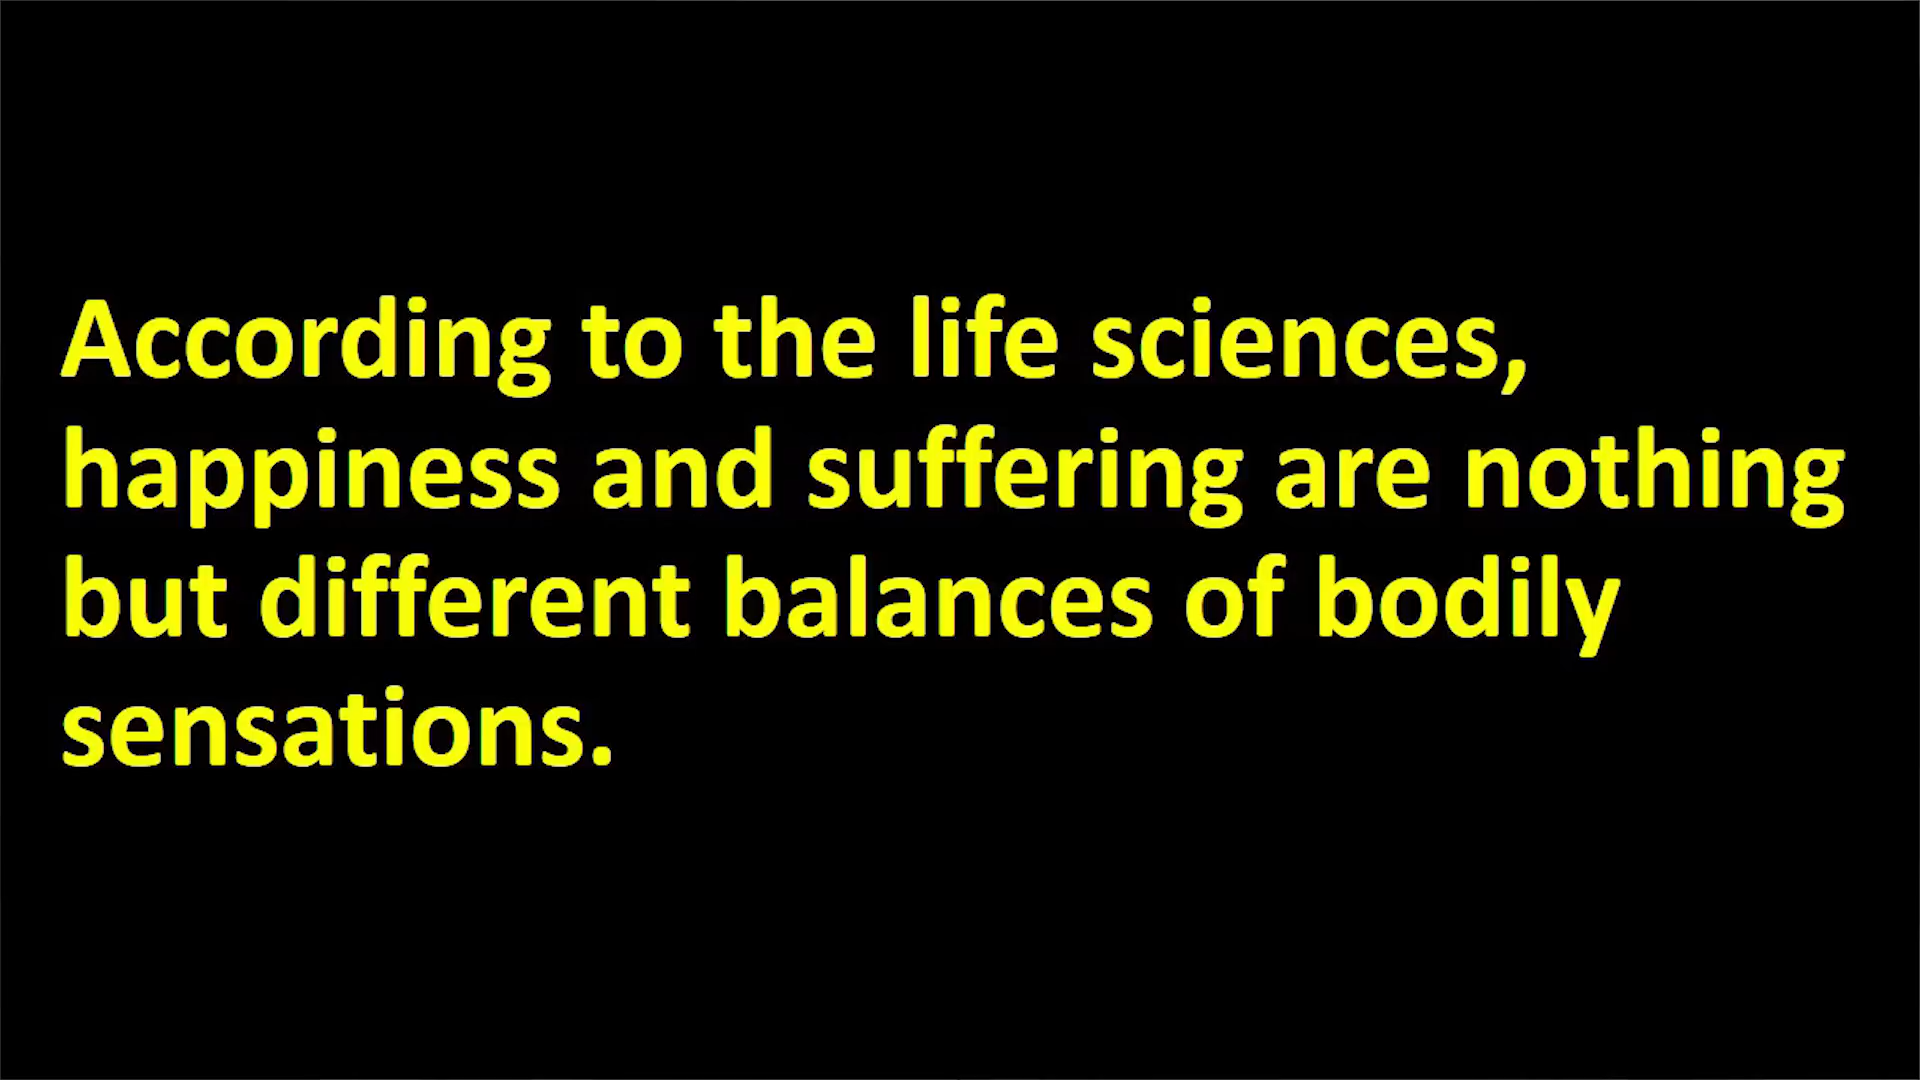 According to the life sciences,
happiness and suffering are nothing
but different balances of bodily
sensations.